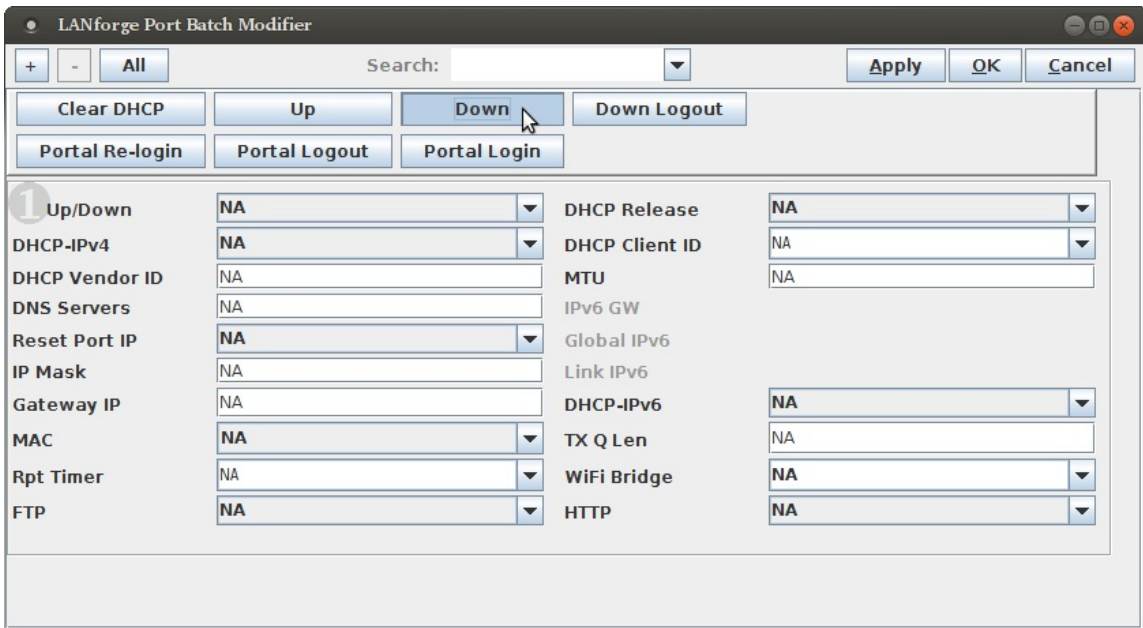 LANforge Port Batch Modifier
+ - All Search: Apply OK Cancel
Clear DHCP Up Down Down Logout
Portal Re-login Portal Logout Portal Login
1
Up/Down NA DHCP Release NA
DHCP-IPv4 NA DHCP Client ID NA
DHCP Vendor ID NA MTU NA
DNS Servers NA IPv6 GW
Reset Port IP NA Global IPv6
IP Mask NA Link IPv6
Gateway IP NA DHCP-IPv6 NA
MAC NA TX Q Len NA
Rpt Timer NA WiFi Bridge NA
FTP NA HTTP NA